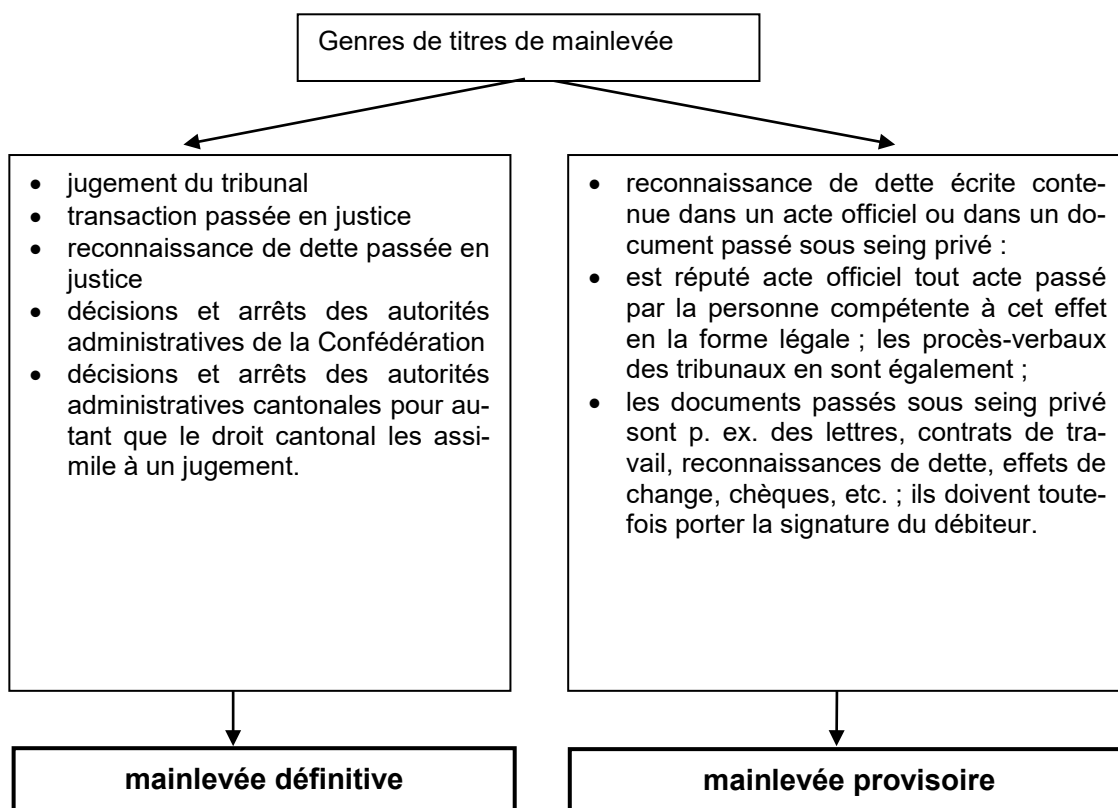 Genres de titres de mainlevée
• jugement du tribunal
• transaction passée en justice
• reconnaissance de dette passée en
justice
• décisions et arrêts des autorités
administratives de la Confédération
• décisions et arrêts des autorités
administratives cantonales pour au-
tant que le droit cantonal les assi-
mile à un jugement.
• reconnaissance de dette écrite conte-
nue dans un acte officiel ou dans un do-
cument passé sous seing privé :
• est réputé acte officiel tout acte passé
par la personne compétente à cet effet
en la forme légale ; les procès-verbaux
des tribunaux en sont également ;
• les documents passés sous seing privé
sont p. ex. des lettres, contrats de tra-
vail, reconnaissances de dette, effets de
change, chèques, etc. ; ils doivent toute-
fois porter la signature du débiteur.
mainlevée définitive
mainlevée provisoire